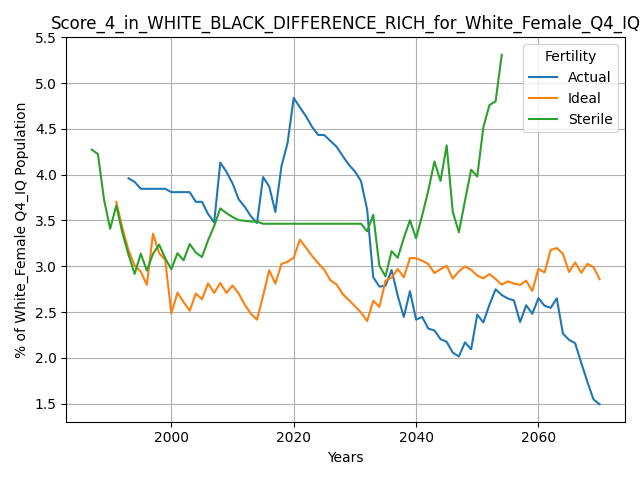 Score_4_in_WHITE_BLACK_DIFFERENCE_RICH_for_White_Female_Q4_IQ
5.5
5.0
4.5
4.0
3.5
3.0
2.5
2.0
1.5
% of White_Female Q4_IQ Population
Fertility
Actual
Ideal
Sterile
2000
2020
2040
2060
Years